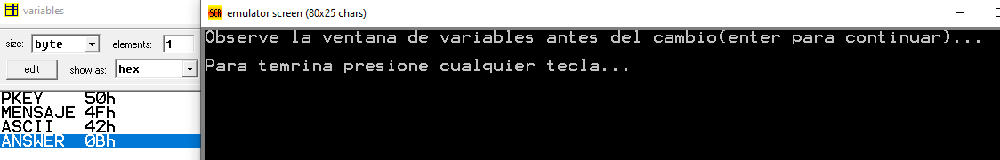 variables
size: byte elements: 1
edit show as: hex
PKEY 50h
MENSAJE 4Fh
ASCII 42h
ANSWER 0Bh
SCR emulator screen (80x25 chars)
Observe la ventana de variables antes del cambio(enter para continuar)...
Para temrina presione cualquier tecla...